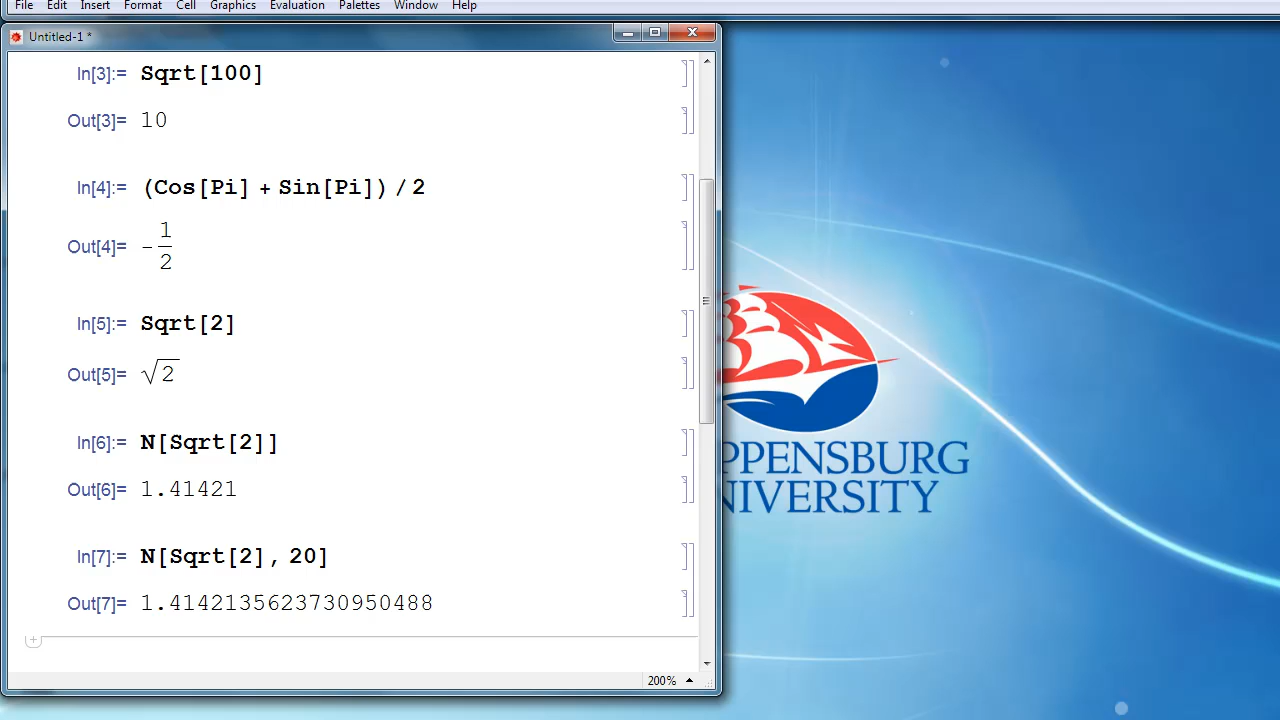 File Edit Insert Format Cell Graphics Evaluation Palettes Window Help
Untitled-1 *
In[3]:= Sqrt[100]
Out[3]= 10
In[4]:= (Cos[Pi] + Sin[Pi]) / 2
Out[4]= - 1/2
In[5]:= Sqrt[2]
Out[5]= √2
In[6]:= N[Sqrt[2]]
Out[6]= 1.41421
In[7]:= N[Sqrt[2], 20]
Out[7]= 1.4142135623730950488
200%
PPENSBURG
NIVERSITY